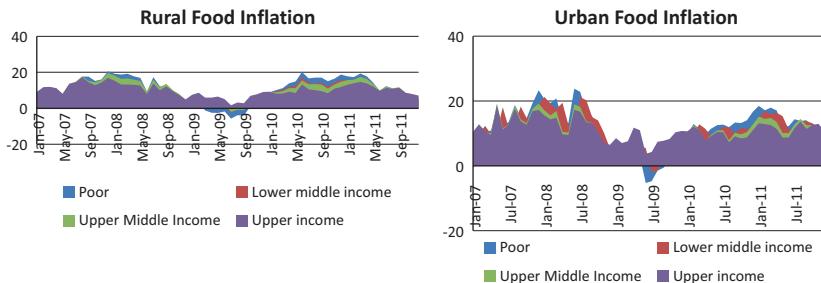 Rural Food Inflation
40
20
0
-20
Jan-07
May-07
Sep-07
Jan-08
May-08
Sep-08
Jan-09
May-09
Sep-09
Jan-10
May-10
Sep-10
Jan-11
May-11
Sep-11
Poor
Lower middle income
Upper Middle Income
Upper income
Urban Food Inflation
40
20
0
-20
Jan-07
Jul-07
Jan-08
Jul-08
Jan-09
Jul-09
Jan-10
Jul-10
Jan-11
Jul-11
Poor
Lower middle income
Upper Middle Income
Upper income